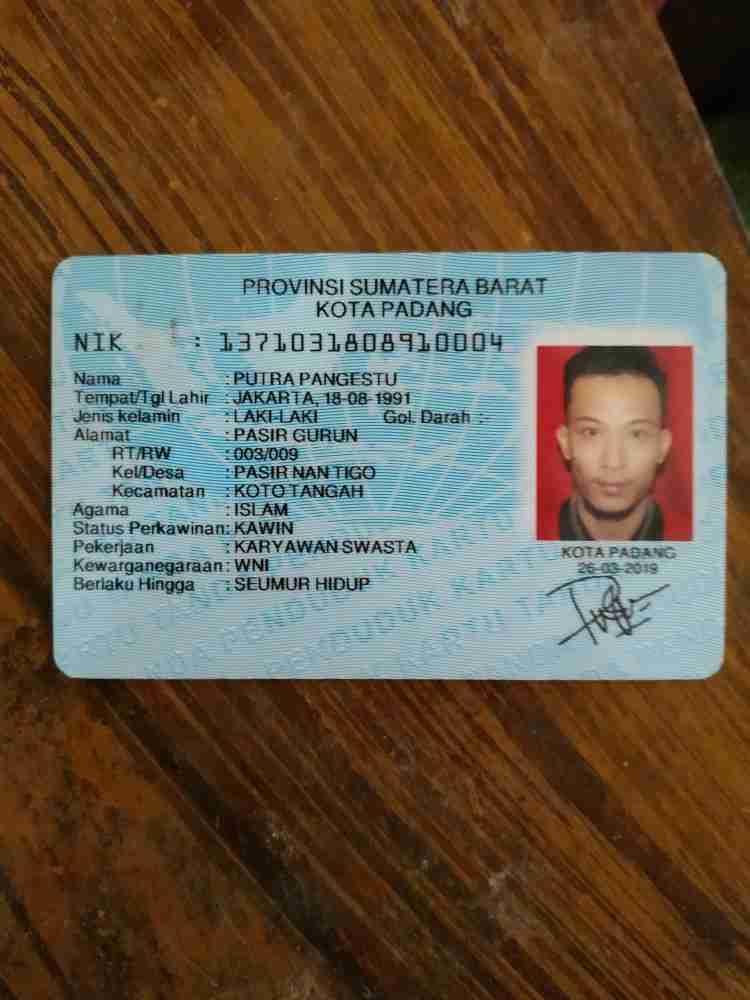 PROVINSI SUMATERA BARAT
KOTA PADANG
NIK : 1371031808910004
Nama : PUTRA PANGESTU
Tempat/Tgl Lahir : JAKARTA, 18-08-1991
Jenis kelamin : LAKI-LAKI Gol. Darah :-
Alamat : PASIR GURUN
RT/RW : 003/009
Kel/Desa : PASIR NAN TIGO
Kecamatan : KOTO TANGAH
Agama : ISLAM
Status Perkawinan: KAWIN
Pekerjaan : KARYAWAN SWASTA
Kewarganegaraan: WNI
Berlaku Hingga : SEUMUR HIDUP
KOTA PADANG
26-03-2019